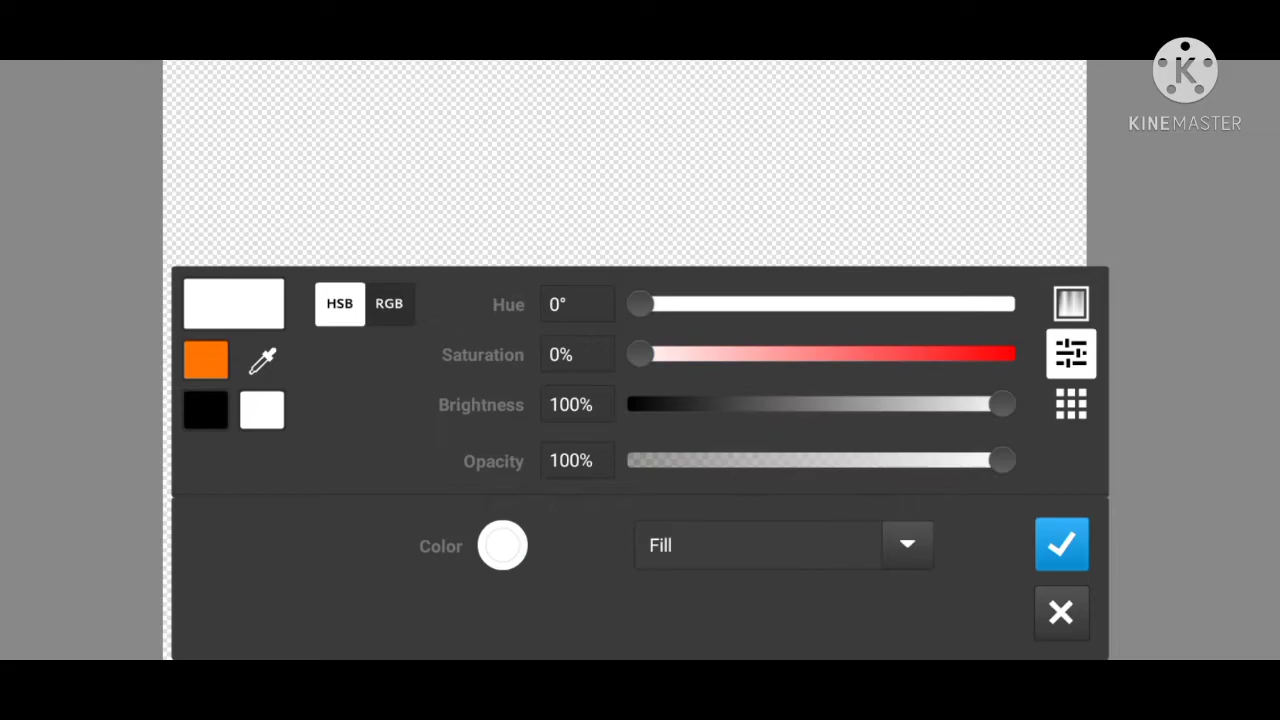 K
KINEMASTER
HSB RGB Hue 0°
Saturation 0%
Brightness 100%
Opacity 100%
Color Fill